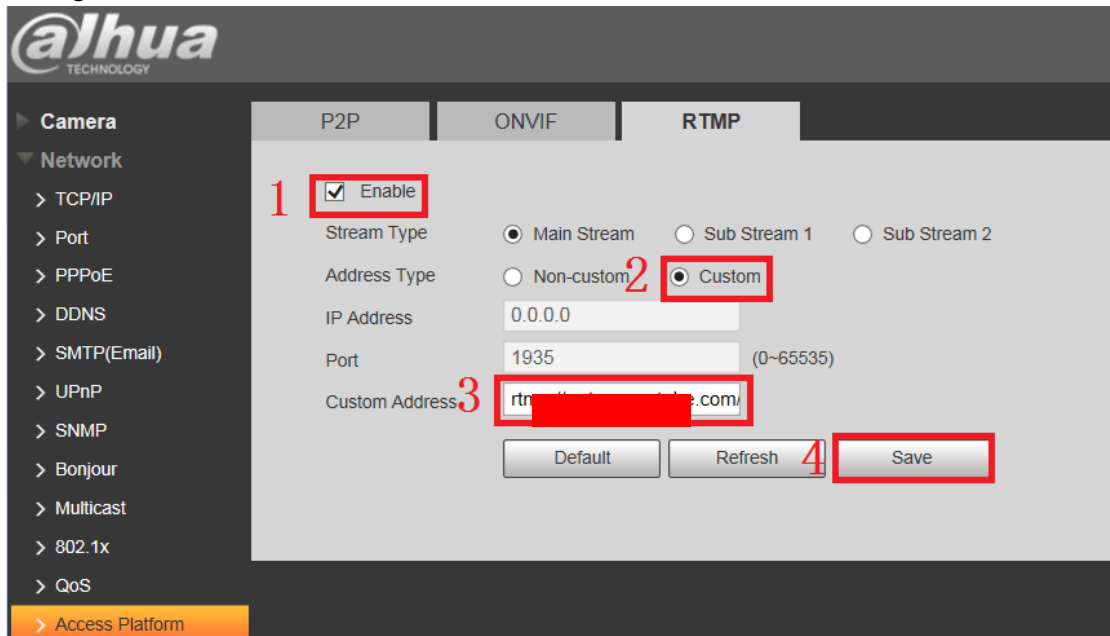 alhua
TECHNOLOGY
Camera
Network
TCP/IP
Port
PPPoE
DDNS
SMTP(Email)
UPnP
SNMP
Bonjour
Multicast
802.1x
QoS
Access Platform
P2P ONVIF RTMP
1 Enable
Stream Type Main Stream Sub Stream 1 Sub Stream 2
Address Type Non-custom 2 Custom
IP Address 0.0.0.0
Port 1935 (0~65535)
Custom Address 3 .com/
Default Refresh 4 Save